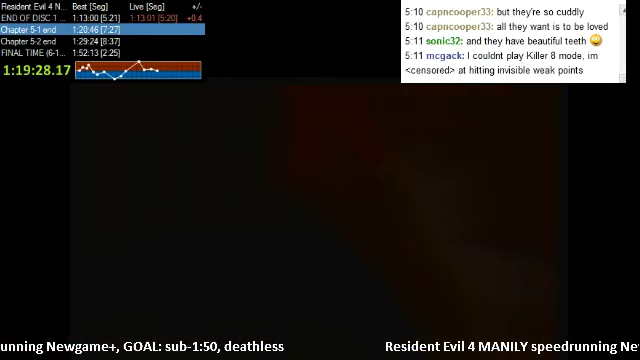 Resident Evil 4 N... Best [Seg] Live [Seg] +/-
END OF DISC 1 ... 1:13:00 [5:21] 1:13:01 [5:20] +0.4
Chapter 5-1 end 1:20:46 [7:27]
Chapter 5-2 end 1:29:24 [8:37]
FINAL TIME (6-1... 1:52:13 [2:25]
1:19:28.17
5:10 capncooper33: but they're so cuddly
5:10 capncooper33: all they want is to be loved
5:11 sonic32: and they have beautiful teeth
5:11 mcgack: I couldnt play Killer 8 mode, im
<censored> at hitting invisible weak points
unning Newgame+, GOAL: sub-1:50, deathless Resident Evil 4 MANILY speedrunning Ne